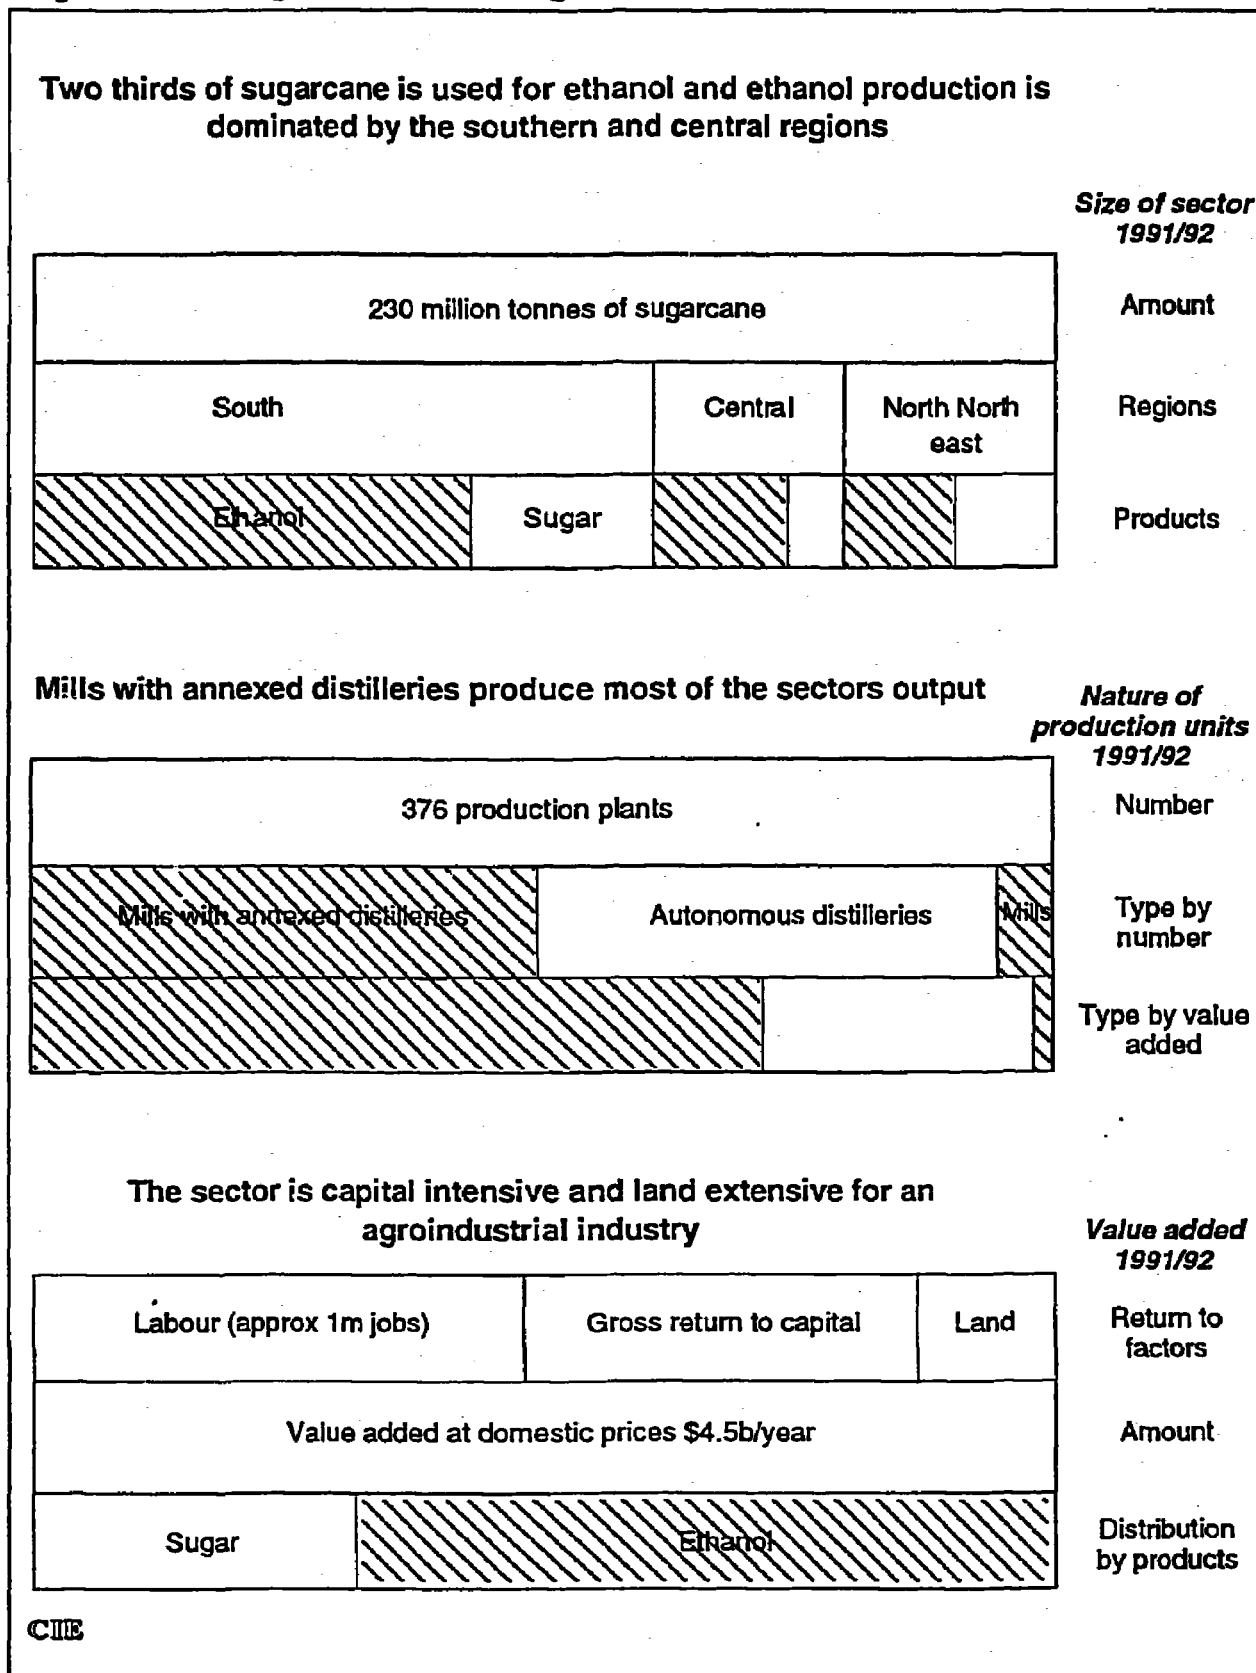 Two thirds of sugarcane is used for ethanol and ethanol production is
dominated by the southern and central regions
Size of sector
1991/92
230 million tonnes of sugarcane
Amount
South
Central
North North
east
Regions
Ethanol
Sugar
Products
Mills with annexed distilleries produce most of the sectors output
Nature of
production units
1991/92
376 production plants
Number
Mills with annexed distilleries
Autonomous distilleries
Mills
Type by
number
Type by value
added
The sector is capital intensive and land extensive for an
agroindustrial industry
Value added
1991/92
Labour (approx 1m jobs)
Gross return to capital
Land
Return to
factors
Value added at domestic prices $4.5b/year
Amount
Sugar
Ethanol
Distribution
by products
CIE